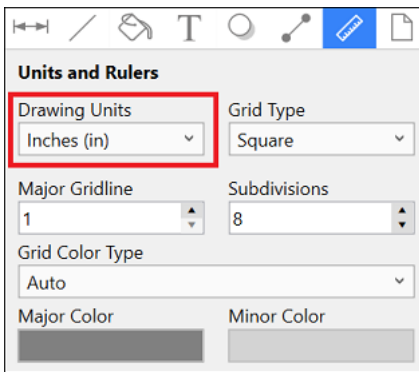 T
Units and Rulers
Drawing Units Grid Type
Inches (in) Square
Major Gridline Subdivisions
1 8
Grid Color Type
Auto
Major Color Minor Color